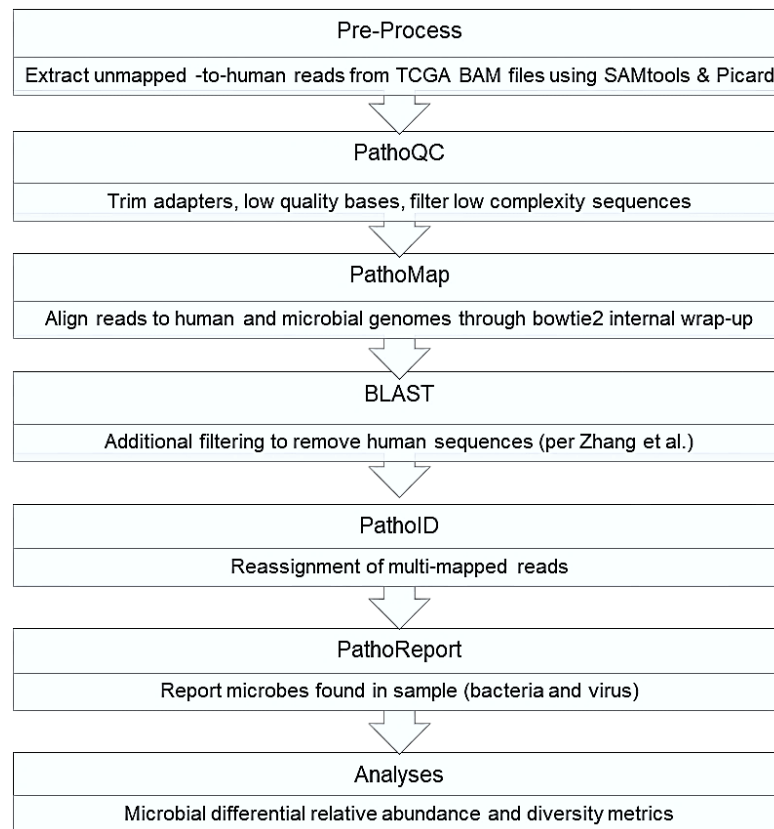 Pre-Process
Extract unmapped -to-human reads from TCGA BAM files using SAMtools & Picard
PathoQC
Trim adapters, low quality bases, filter low complexity sequences
PathoMap
Align reads to human and microbial genomes through bowtie2 internal wrap-up
BLAST
Additional filtering to remove human sequences (per Zhang et al.)
PathoID
Reassignment of multi-mapped reads
PathoReport
Report microbes found in sample (bacteria and virus)
Analyses
Microbial differential relative abundance and diversity metrics